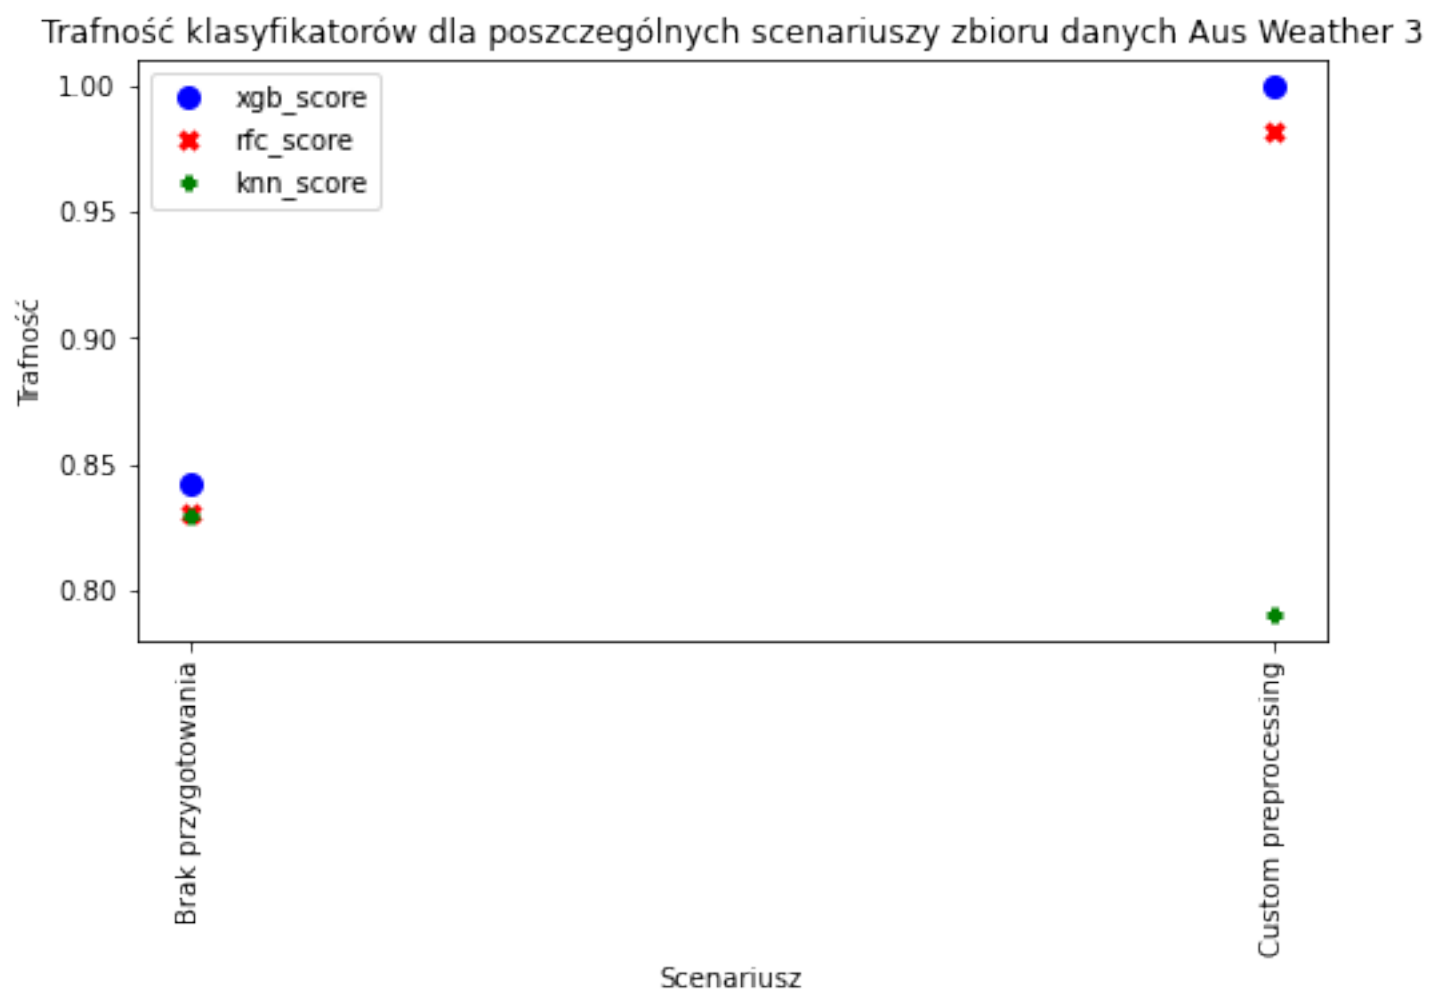 Trafność klasyfikatorów dla poszczególnych scenariuszy zbioru danych Aus Weather 3
1.00
0.95
0.90
0.85
0.80
Trafność
xgb_score
rfc_score
knn_score
Brak przygotowania
Custom preprocessing
Scenariusz